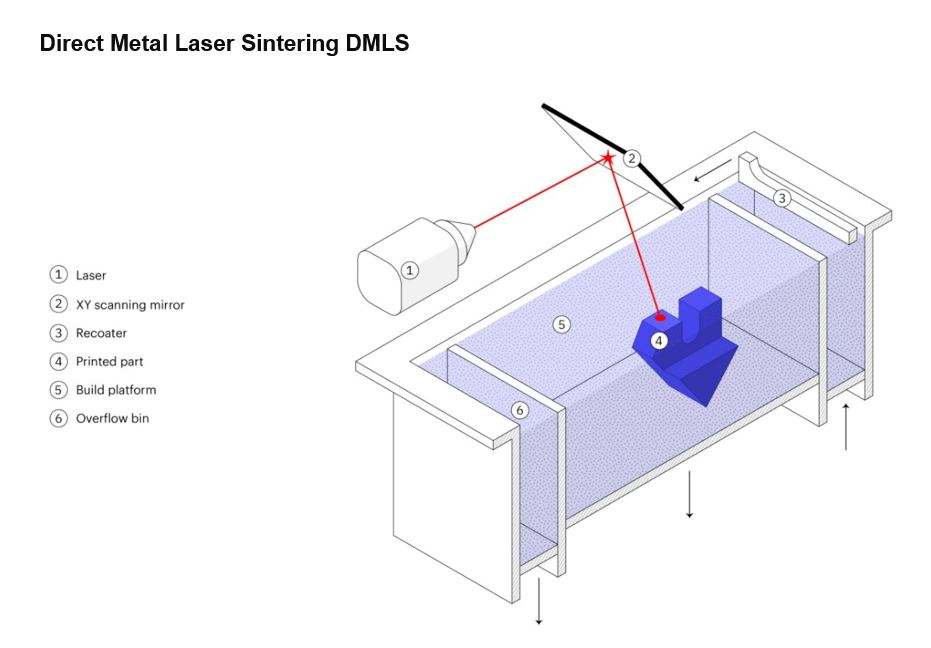 Direct Metal Laser Sintering DMLS
1 Laser
2 XY scanning mirror
3 Recoater
4 Printed part
5 Build platform
6 Overflow bin
2
3
1
5
4
6